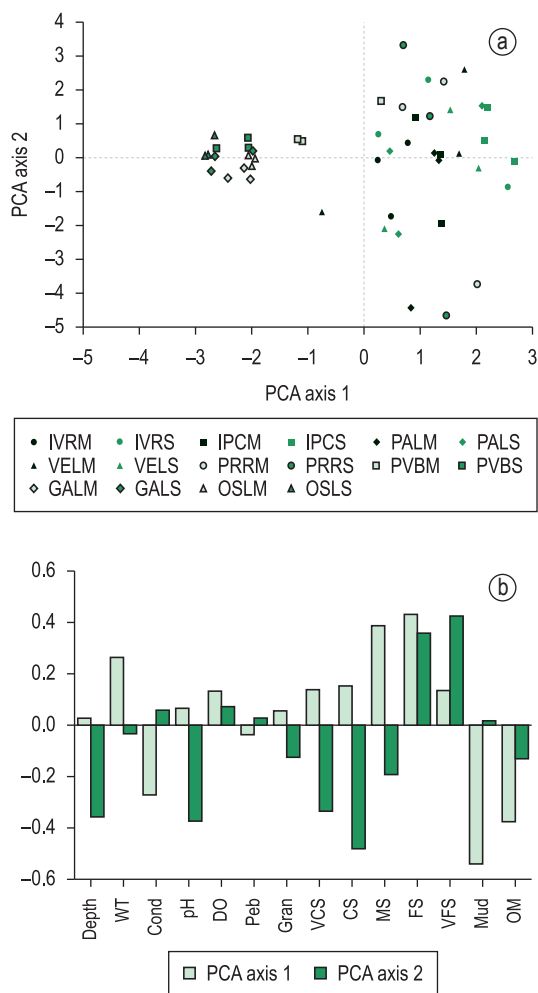 a
4
3
2
1
0
−1
−2
−3
−4
−5
PCA axis 2
−5 −4 −3 −2 −1 0 1 2 3
PCA axis 1
IVRM IVRS IPCM IPCS PALM PALS
VELM VELS PRRM PRRS PVBM PVBS
GALM GALS OSLM OSLS
b
0.6
0.4
0.2
0.0
−0.2
−0.4
−0.6
Depth WT Cond pH DO Peb Gran VCS CS MS FS VFS Mud OM
PCA axis 1 PCA axis 2